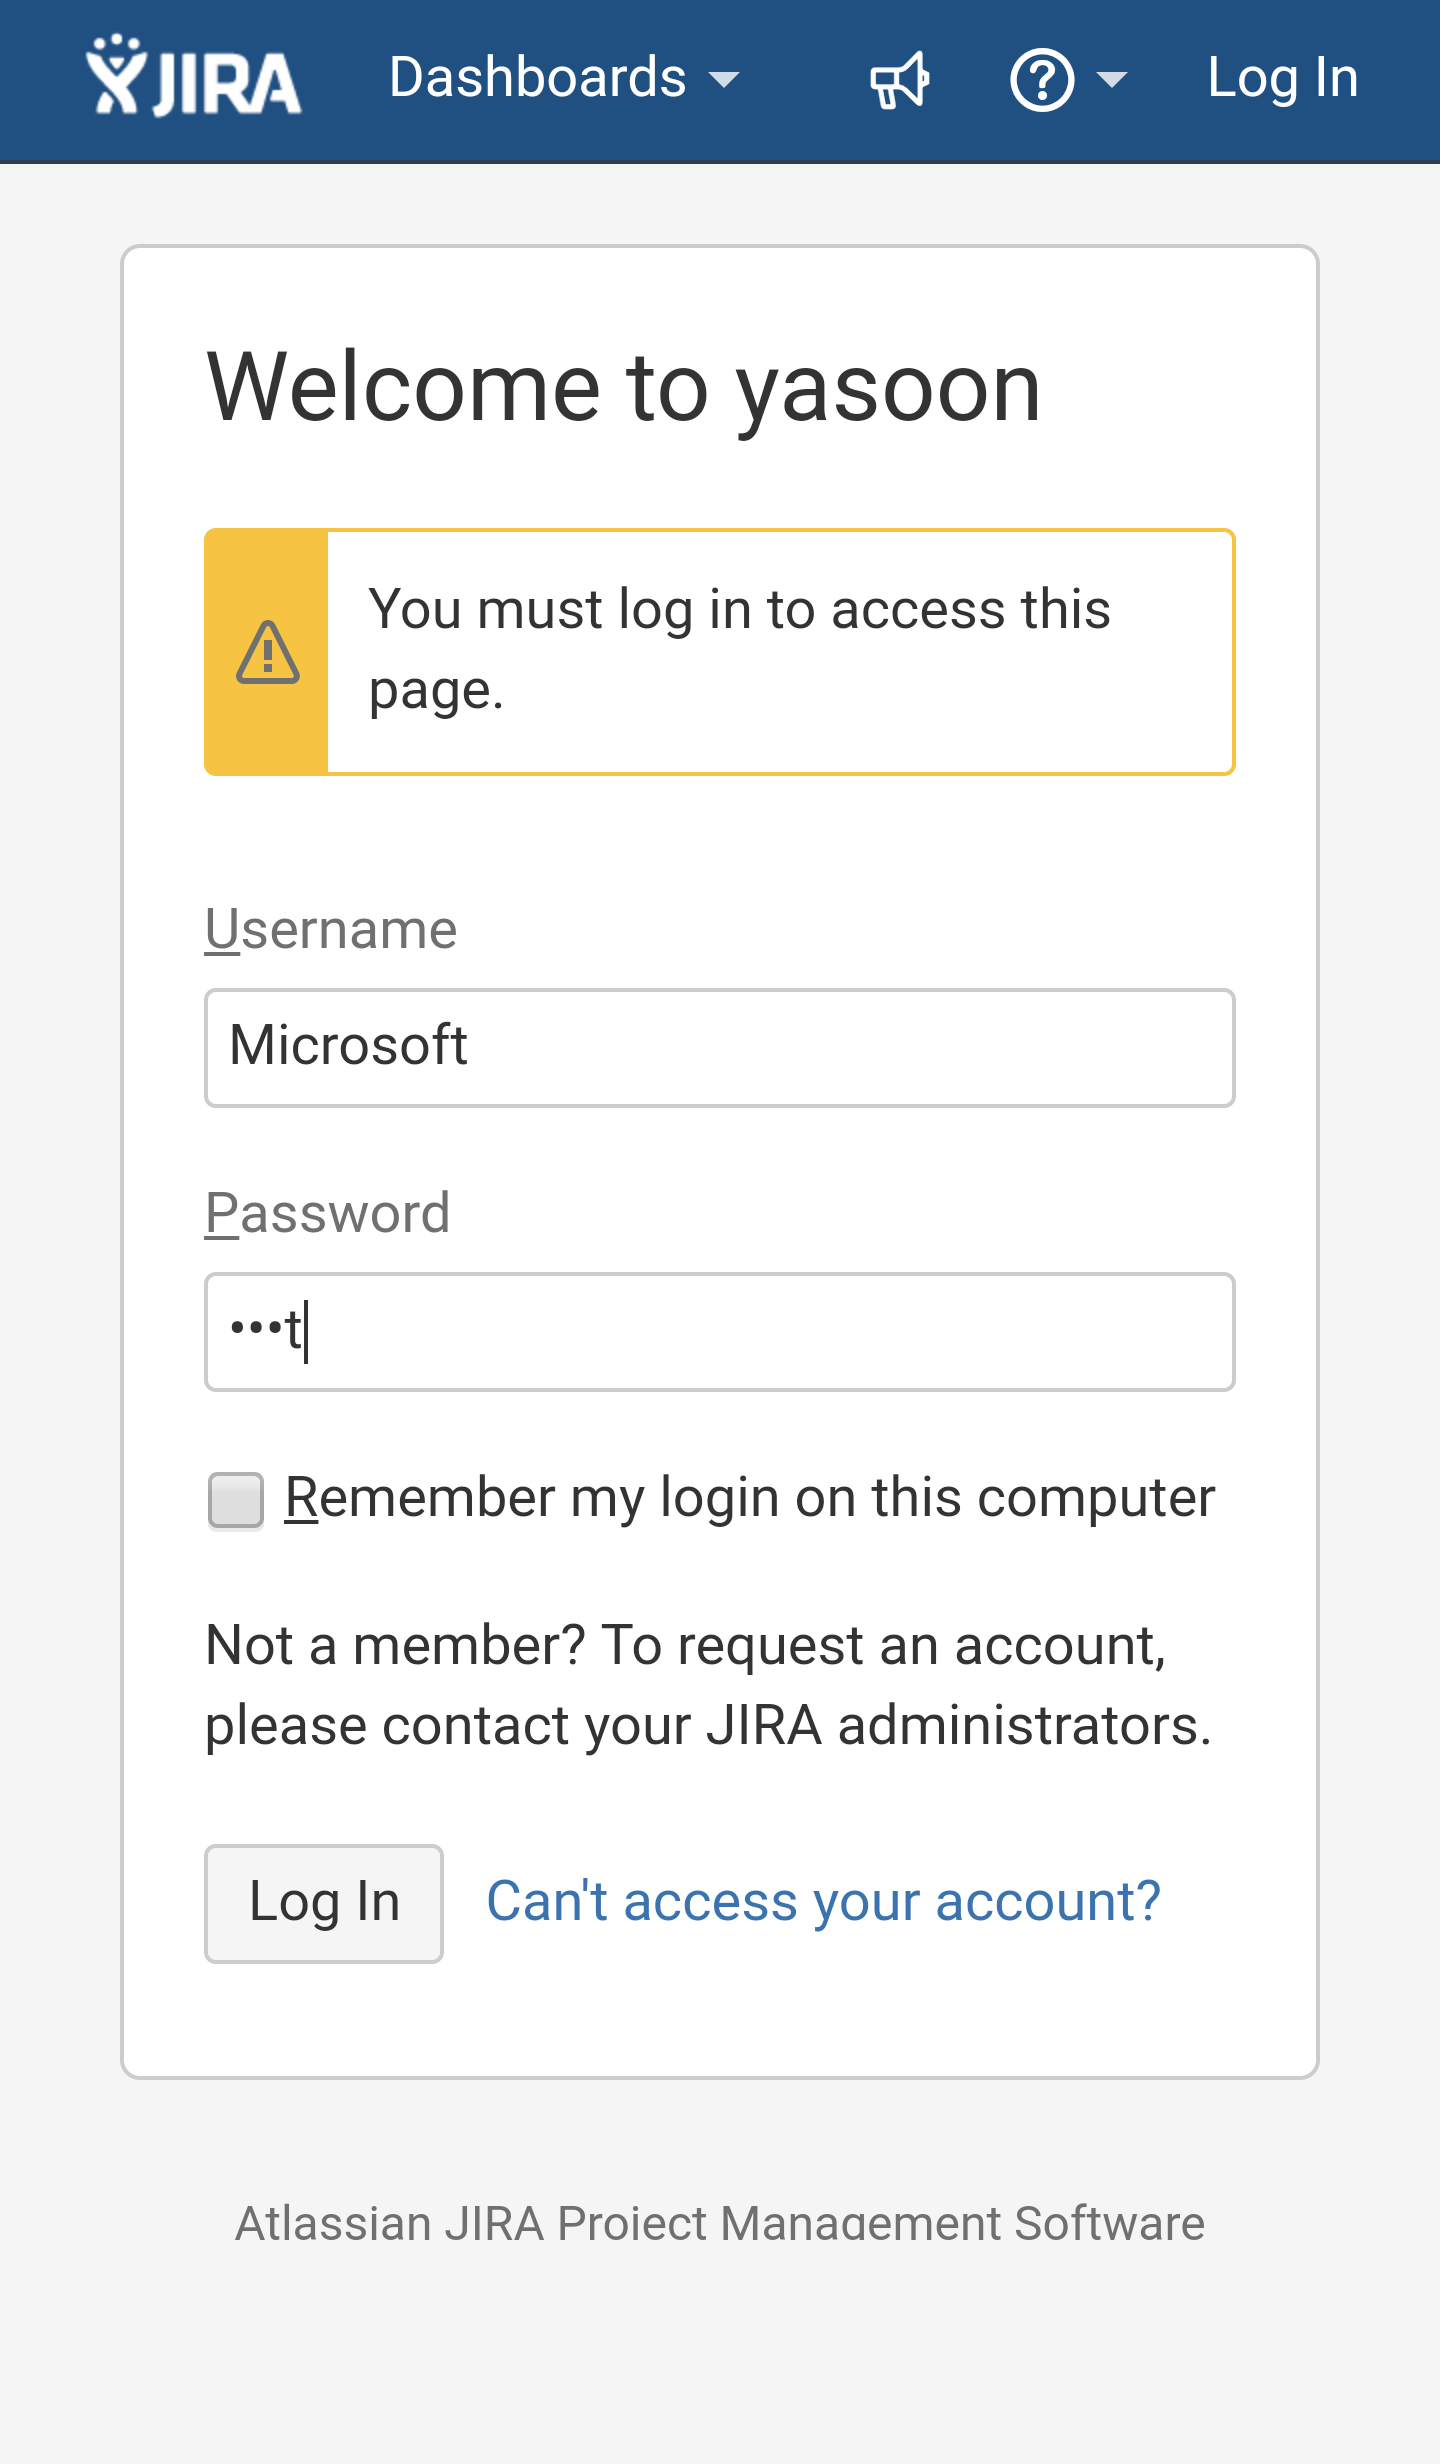 JIRA Dashboards Log In
Welcome to yasoon
You must log in to access this
page.
Username
Microsoft
Password
•••t
Remember my login on this computer
Not a member? To request an account,
please contact your JIRA administrators.
Log In Can't access your account?
Atlassian JIRA Project Management Software